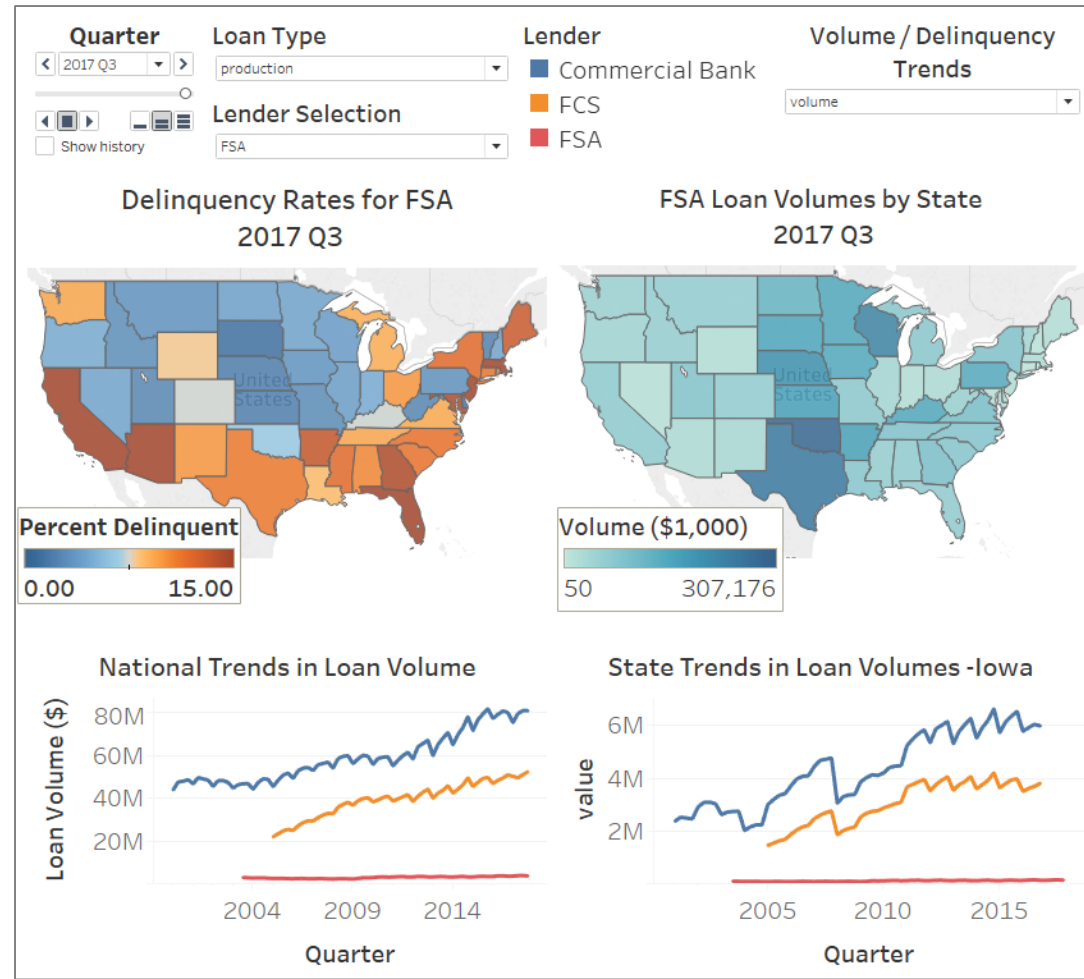 Quarter
2017 Q3
Show history
Loan Type
production
Lender Selection
FSA
Lender
Commercial Bank
FCS
FSA
Volume / Delinquency
Trends
volume
Delinquency Rates for FSA
2017 Q3
United
States
Percent Delinquent
0.00 15.00
FSA Loan Volumes by State
2017 Q3
United
States
Volume ($1,000)
50 307,176
National Trends in Loan Volume
Loan Volume ($)
80M
60M
40M
20M
2004 2009 2014
Quarter
State Trends in Loan Volumes -Iowa
value
6M
4M
2M
2005 2010 2015
Quarter